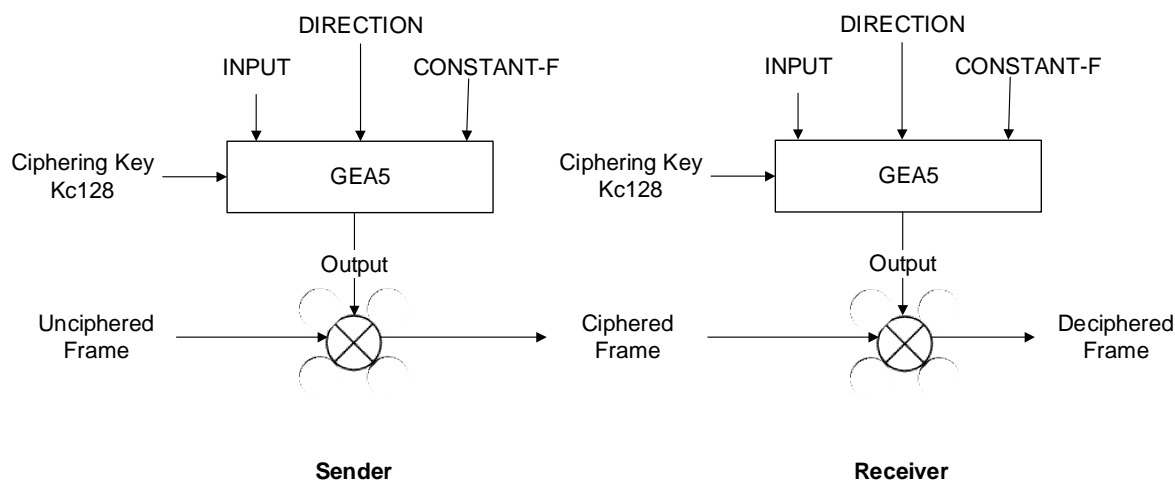 DIRECTION
INPUT
CONSTANT-F
Ciphering Key
Kc128
GEA5
Output
Unciphered
Frame
Sender
DIRECTION
INPUT
CONSTANT-F
Ciphering Key
Kc128
GEA5
Output
Ciphered
Frame
Deciphered
Frame
Receiver